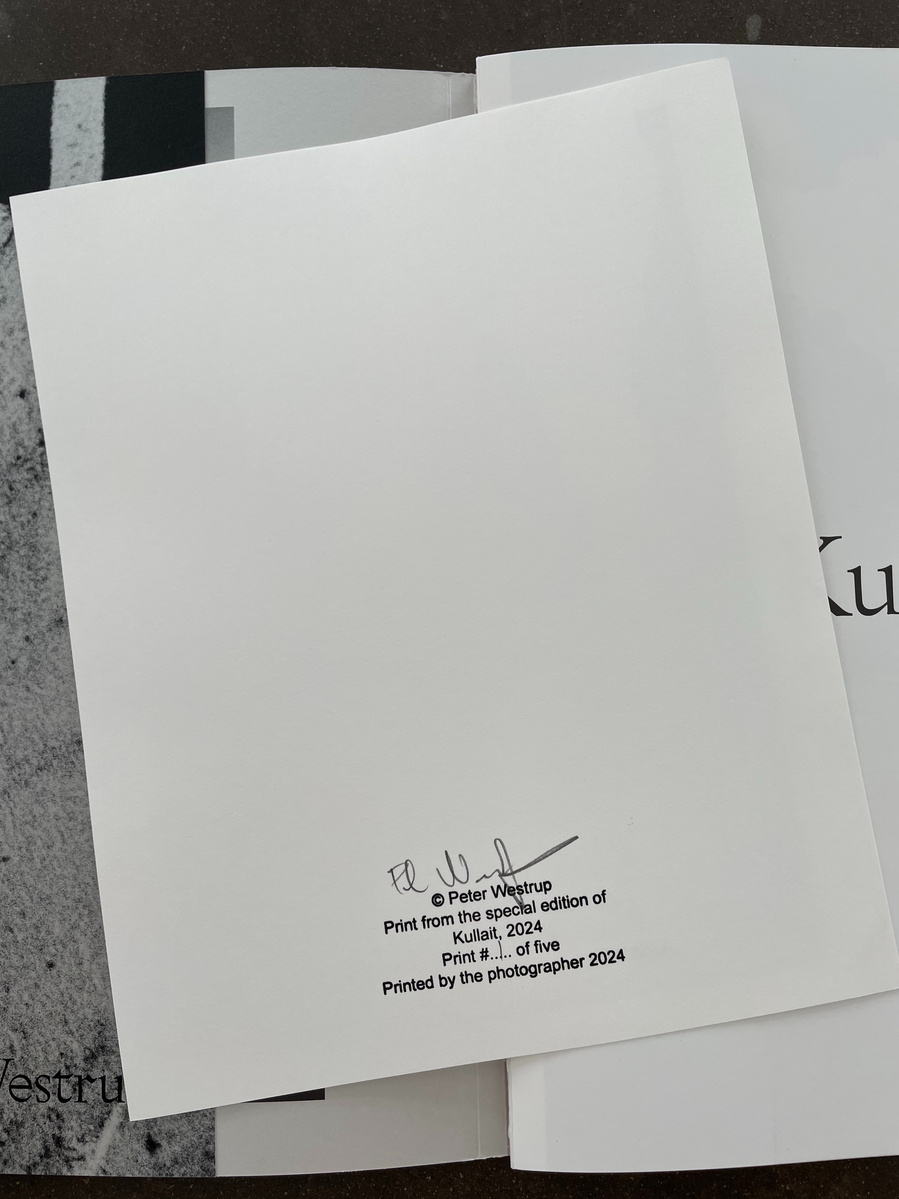 Ku
© Peter Westrup
Print from the special edition of
Kullait, 2024
Print #..1.. of five
Printed by the photographer 2024
Westru